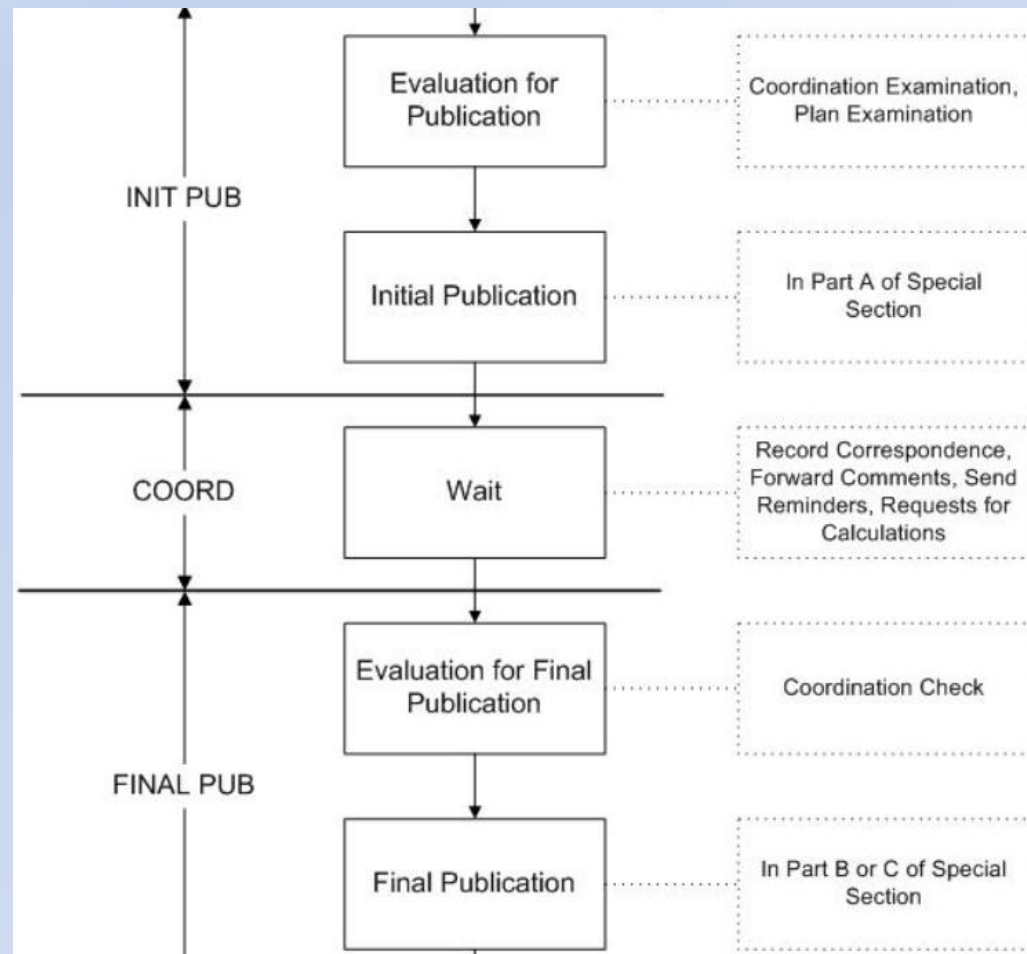 Evaluation for
Publication
Coordination Examination,
Plan Examination
INIT PUB
Initial Publication
In Part A of Special
Section
COORD
Wait
Record Correspondence,
Forward Comments, Send
Reminders, Requests for
Calculations
Evaluation for Final
Publication
Coordination Check
FINAL PUB
Final Publication
In Part B or C of Special
Section